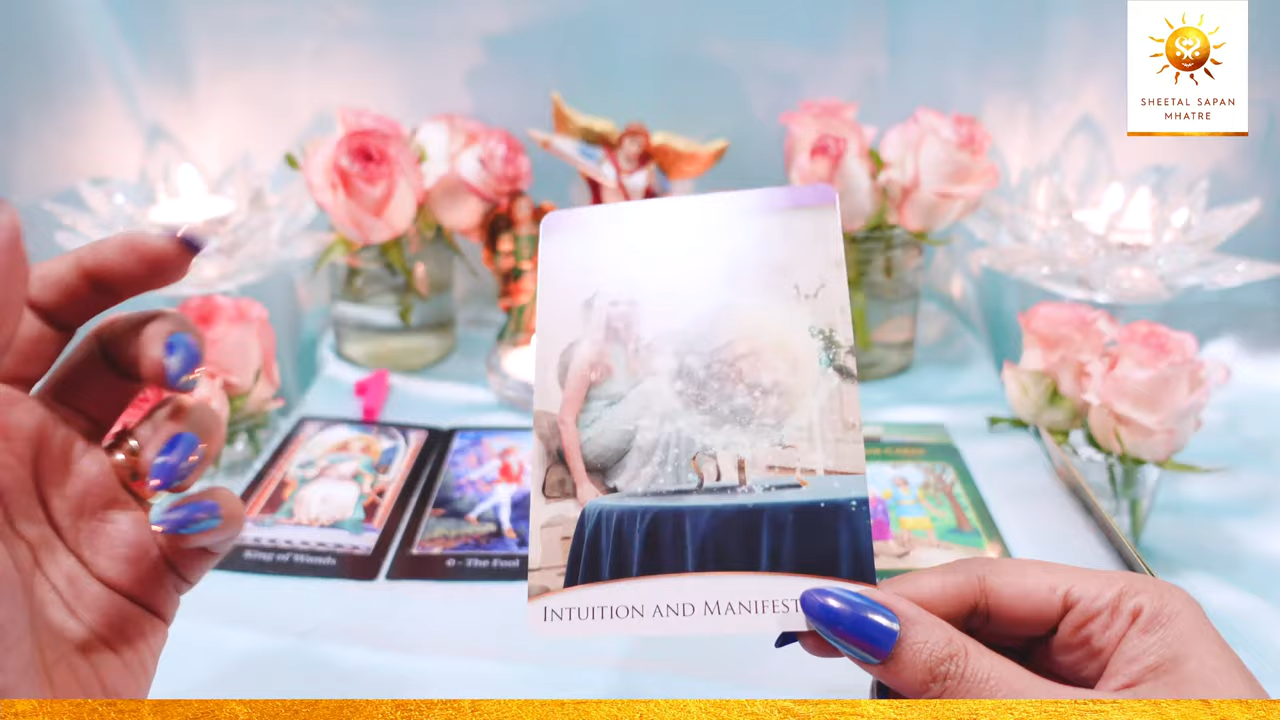 SHEETAL SAPAN
MHATRE
King of Wands
0 - The Fool
INTUITION AND MANIFEST